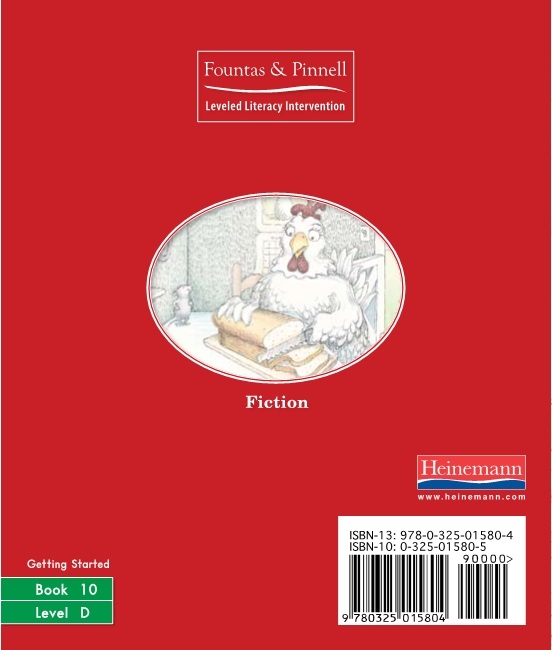 Fountas & Pinnell
Leveled Literacy Intervention
Fiction
Heinemann
www.heinemann.com
ISBN-13: 978-0-325-01580-4
ISBN-10: 0-325-01580-5
90000>
9 780325 015804
Getting Started
Book 10
Level D